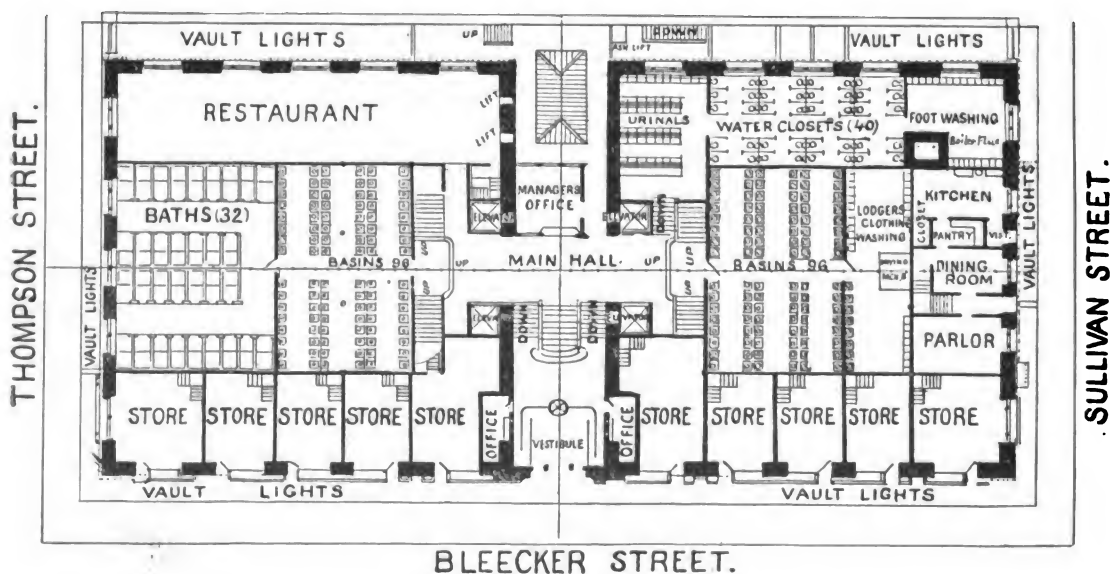 VAULT LIGHTS
UP
DOWN
ASH LIFT
VAULT LIGHTS
THOMPSON STREET.
RESTAURANT
LIFT
LIFT
URINALS
WATER CLOSETS (40)
FOOT WASHING
Boiler Flue
BATHS (32)
MANAGERS
OFFICE
ELEVATOR
ELEVATOR
DOWN
LODGERS
CLOTHING
WASHING
CLOSET
KITCHEN
PANTRY
VEST.
VAULT LIGHTS
SULLIVAN STREET.
BASINS 96
UP
UP
UP
MAIN HALL.
UP
UP
UP
BASINS 96
DINING
ROOM
VAULT LIGHTS
ELEVATOR
DOWN
DOWN
ELEVATOR
PARLOR
STORE
STORE
STORE
STORE
STORE
OFFICE
VESTIBULE
OFFICE
STORE
STORE
STORE
STORE
STORE
VAULT LIGHTS
VAULT LIGHTS
BLEECKER STREET.